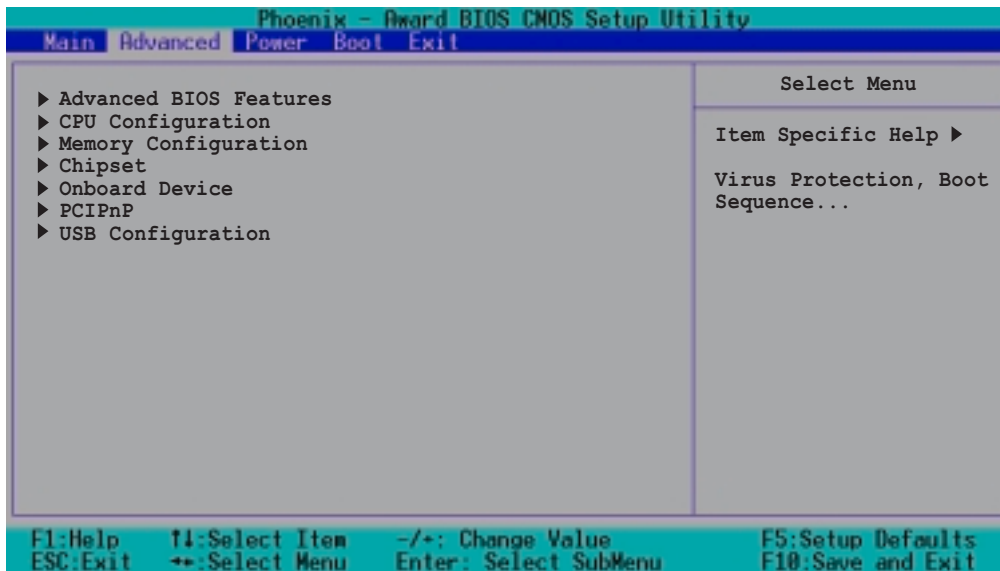 Phoenix - Award BIOS CMOS Setup Utility
Main Advanced Power Boot Exit
Advanced BIOS Features
CPU Configuration
Memory Configuration
Chipset
Onboard Device
PCIPnP
USB Configuration
Select Menu
Item Specific Help
Virus Protection, Boot
Sequence...
F1:Help ↑↓:Select Item -/+: Change Value F5:Setup Defaults
ESC:Exit ←→:Select Menu Enter: Select SubMenu F10:Save and Exit